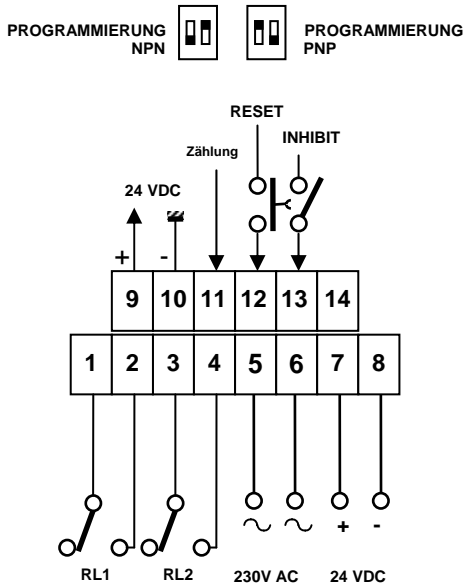 PROGRAMMIERUNG
NPN
PROGRAMMIERUNG
PNP
RESET
INHIBIT
Zählung
24 VDC
+ -
9 10 11 12 13 14
1 2 3 4 5 6 7 8
+ -
RL1 RL2 230V AC 24 VDC